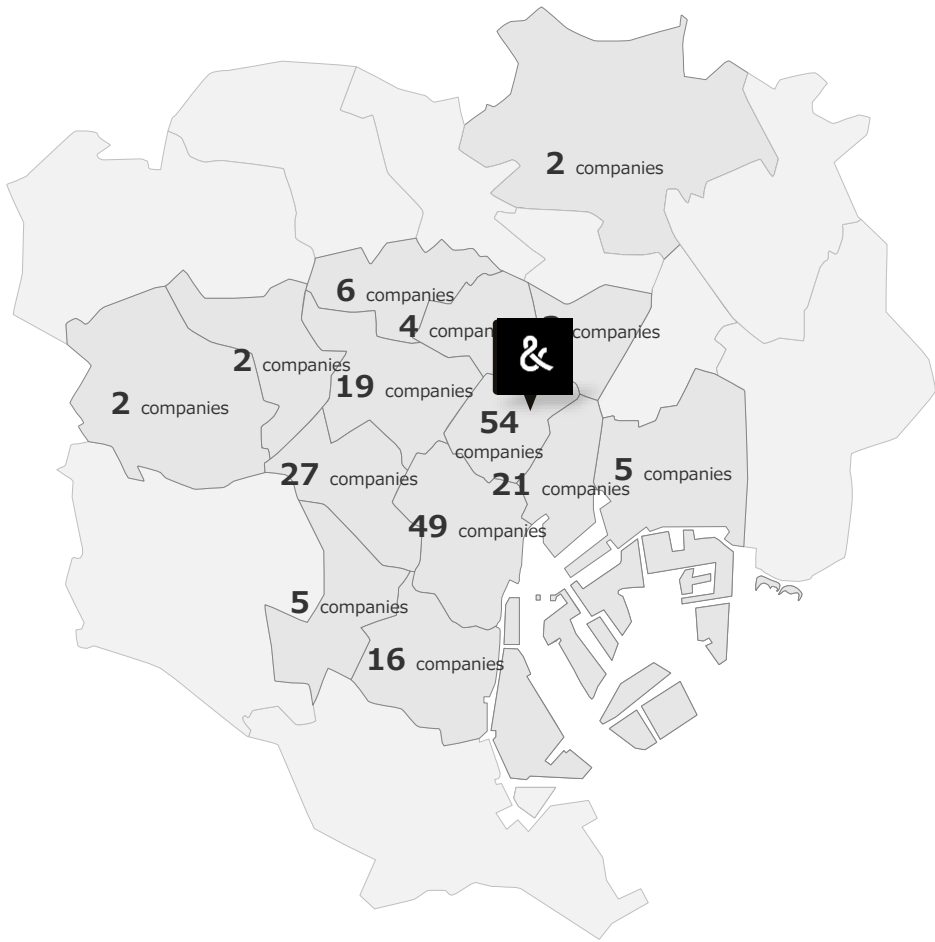 2 companies
6 companies
4 compan
companies
&
2 companies
19 companies
2 companies
54
companies
27 companies
21 companies
5 companies
49 companies
5 companies
16 companies